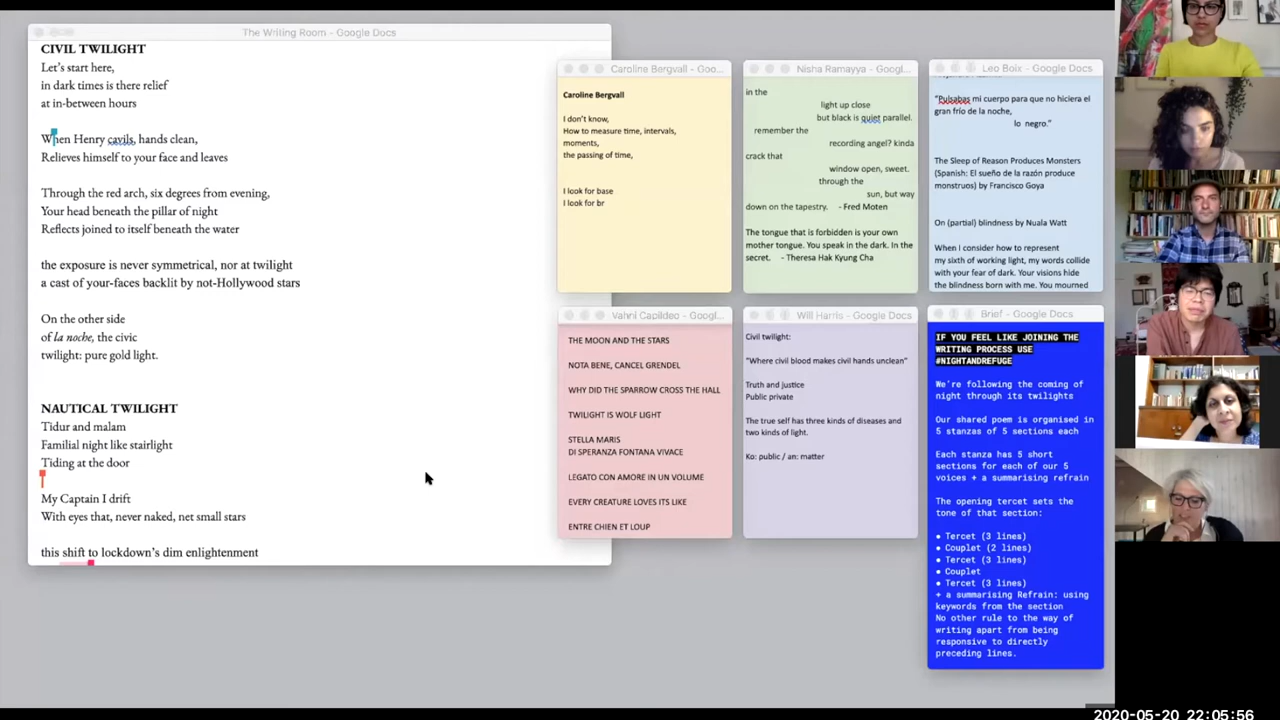 The Writing Room - Google Docs
CIVIL TWILIGHT
Let's start here,
in dark times is there relief
at in-between hours
When Henry cavils, hands clean,
Relieves himself to your face and leaves
Through the red arch, six degrees from evening,
Your head beneath the pillar of night
Reflects joined to itself beneath the water
the exposure is never symmetrical, nor at twilight
a cast of your-faces backlit by not-Hollywood stars
On the other side
of la noche, the civic
twilight: pure gold light.
NAUTICAL TWILIGHT
Tidur and malam
Familial night like stairlight
Tiding at the door
My Captain I drift
With eyes that, never naked, net small stars
this shift to lockdown's dim enlightenment
Caroline Bergvall - Goo...
Caroline Bergvall
I don't know,
How to measure time, intervals,
moments,
the passing of time,
I look for base
I look for br
Nisha Ramayya - Googl...
in the
light up close
but black is quiet parallel.
remember the
recording angel? kinda
crack that
window open, sweet.
through the
sun, but way
down on the tapestry. - Fred Moten
The tongue that is forbidden is your own
mother tongue. You speak in the dark. In the
secret. - Theresa Hak Kyung Cha
Leo Boix - Google Docs
"Pulsabas mi cuerpo para que no hiciera el
gran frío de la noche,
lo negro."
The Sleep of Reason Produces Monsters
(Spanish: El sueño de la razón produce
monstruos) by Francisco Goya
On (partial) blindness by Nuala Watt
When I consider how to represent
my sixth of working light, my words collide
with your fear of dark. Your visions hide
the blindness born with me. You mourned
Vahni Capildeo - Googl...
THE MOON AND THE STARS
NOTA BENE, CANCEL GRENDEL
WHY DID THE SPARROW CROSS THE HALL
TWILIGHT IS WOLF LIGHT
STELLA MARIS
DI SPERANZA FONTANA VIVACE
LEGATO CON AMORE IN UN VOLUME
EVERY CREATURE LOVES ITS LIKE
ENTRE CHIEN ET LOUP
Will Harris - Google Docs
Civil twilight:
"Where civil blood makes civil hands unclean"
Truth and justice
Public private
The true self has three kinds of diseases and
two kinds of light.
Ko: public / an: matter
Brief - Google Docs
IF YOU FEEL LIKE JOINING THE
WRITING PROCESS USE
#NIGHTANDREFUGE
We're following the coming of
night through its twilights
Our shared poem is organised in
5 stanzas of 5 sections each
Each stanza has 5 short
sections for each of our 5
voices + a summarising refrain
The opening tercet sets the
tone of that section:
● Tercet (3 lines)
● Couplet (2 lines)
● Tercet (3 lines)
● Couplet
● Tercet (3 lines)
+ a summarising Refrain: using
keywords from the section
No other rule to the way of
writing apart from being
responsive to directly
preceding lines.
2020-05-20 22:05:56